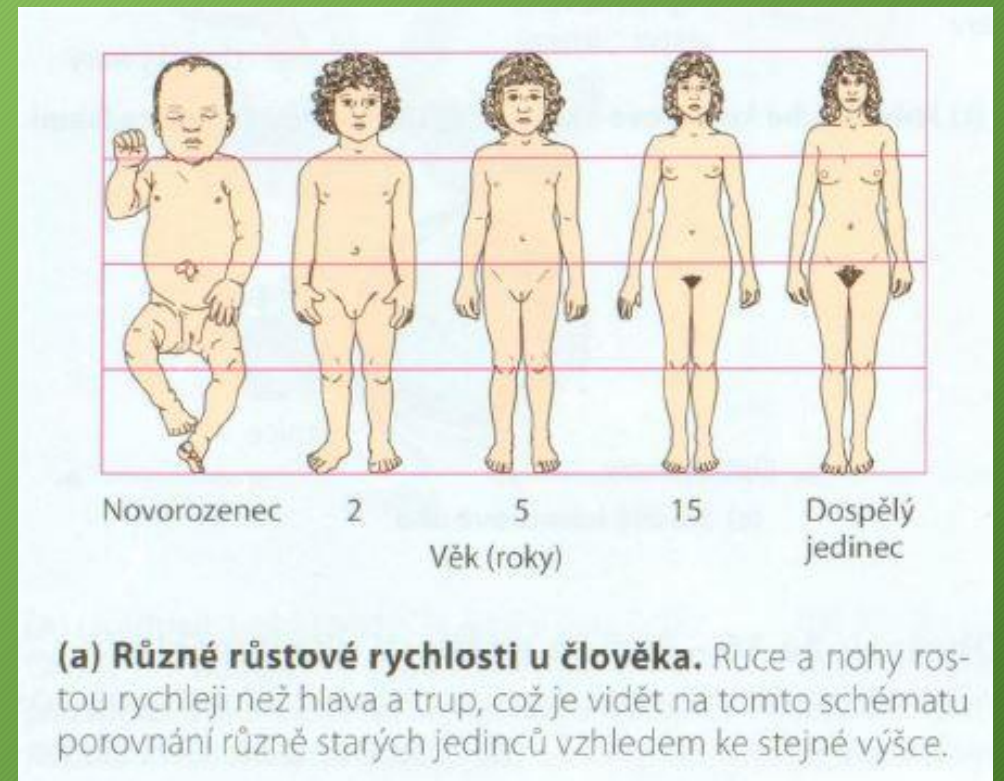 Novorozenec 2 5 15 Dospělý
jedinec
Věk (roky)
(a) Různé růstové rychlosti u člověka. Ruce a nohy ros-
tou rychleji než hlava a trup, což je vidět na tomto schématu
porovnání různě starých jedinců vzhledem ke stejné výšce.